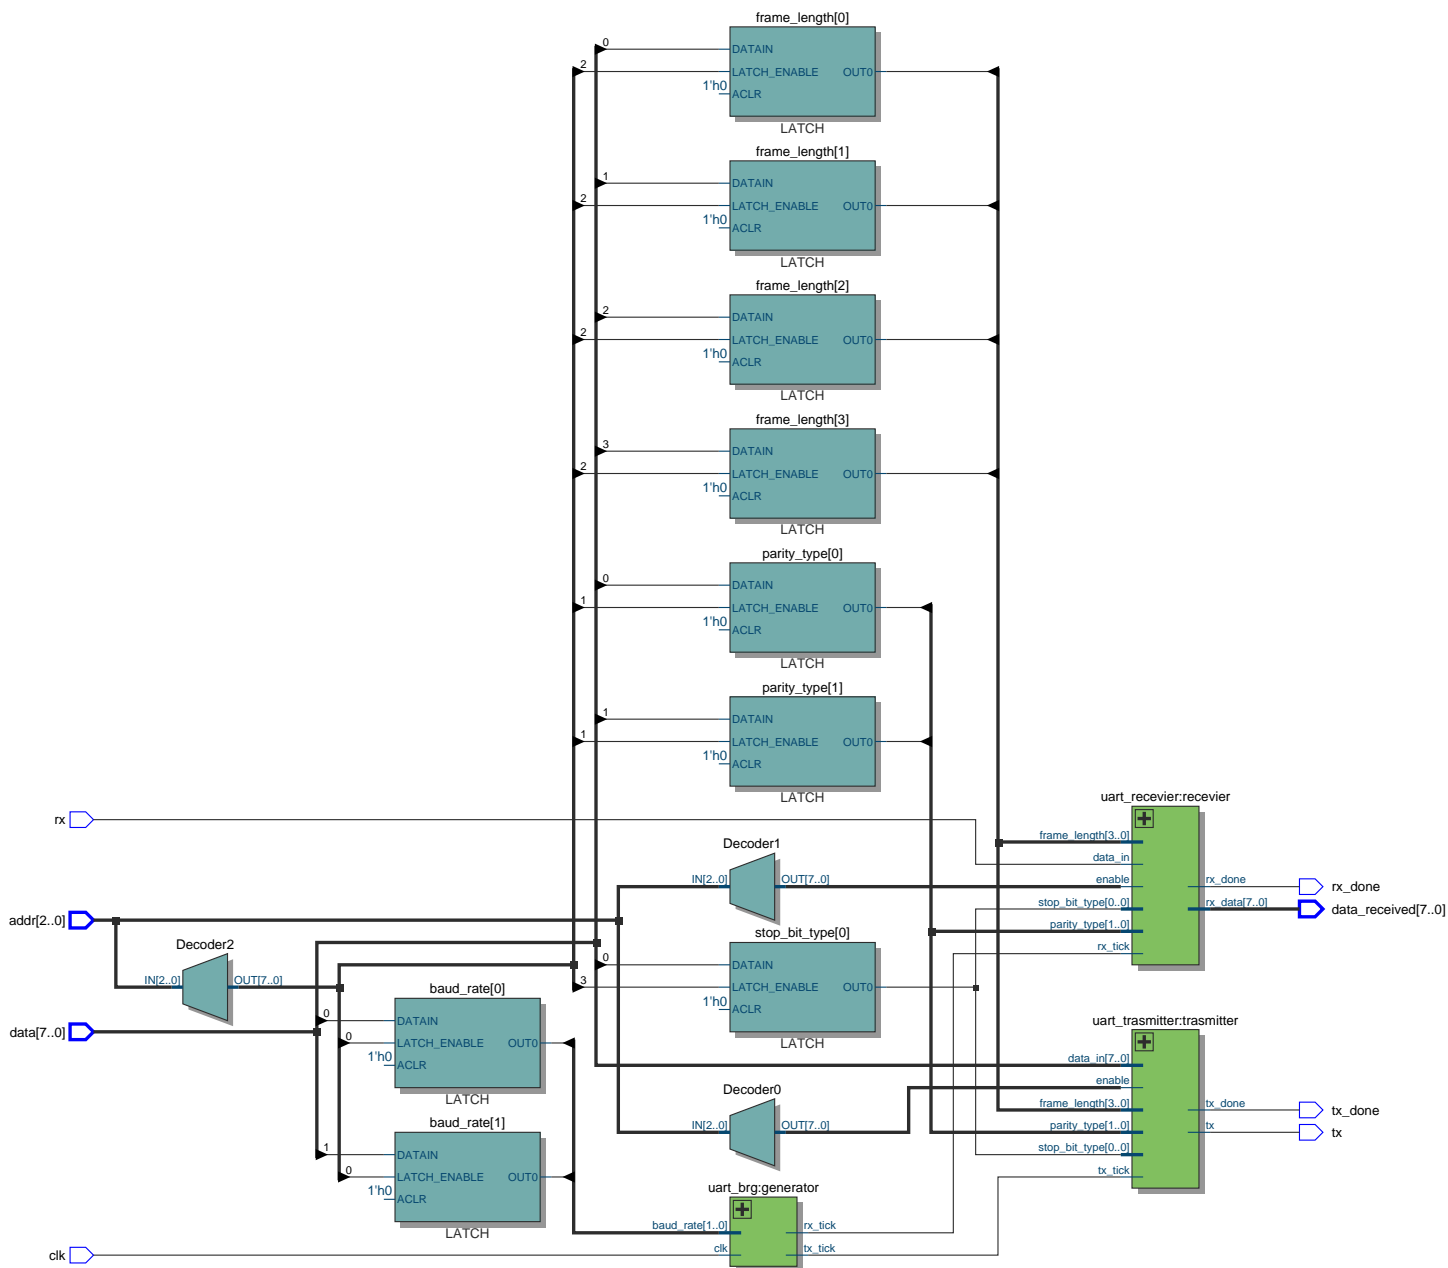 frame_length[0]
0
DATAIN
2
LATCH_ENABLE
OUT0
1'h0
ACLR
LATCH
frame_length[1]
1
DATAIN
2
LATCH_ENABLE
OUT0
1'h0
ACLR
LATCH
frame_length[2]
2
DATAIN
2
LATCH_ENABLE
OUT0
1'h0
ACLR
LATCH
frame_length[3]
3
DATAIN
2
LATCH_ENABLE
OUT0
1'h0
ACLR
LATCH
parity_type[0]
0
DATAIN
1
LATCH_ENABLE
OUT0
1'h0
ACLR
LATCH
parity_type[1]
1
DATAIN
1
LATCH_ENABLE
OUT0
1'h0
ACLR
LATCH
rx
addr[2..0]
data[7..0]
clk
Decoder2
IN[2..0]
OUT[7..0]
baud_rate[0]
0
DATAIN
0
LATCH_ENABLE
OUT0
1'h0
ACLR
LATCH
baud_rate[1]
1
DATAIN
0
LATCH_ENABLE
OUT0
1'h0
ACLR
LATCH
Decoder1
IN[2..0]
OUT[7..0]
stop_bit_type[0]
0
DATAIN
3
LATCH_ENABLE
OUT0
1'h0
ACLR
LATCH
Decoder0
IN[2..0]
OUT[7..0]
uart_brg:generator
baud_rate[1..0]
clk
rx_tick
tx_tick
uart_recevier:recevier
frame_length[3..0]
data_in
enable
stop_bit_type[0..0]
parity_type[1..0]
rx_tick
rx_done
rx_data[7..0]
rx_done
data_received[7..0]
uart_trasmitter:trasmitter
data_in[7..0]
enable
frame_length[3..0]
parity_type[1..0]
stop_bit_type[0..0]
tx_tick
tx_done
tx
tx_done
tx